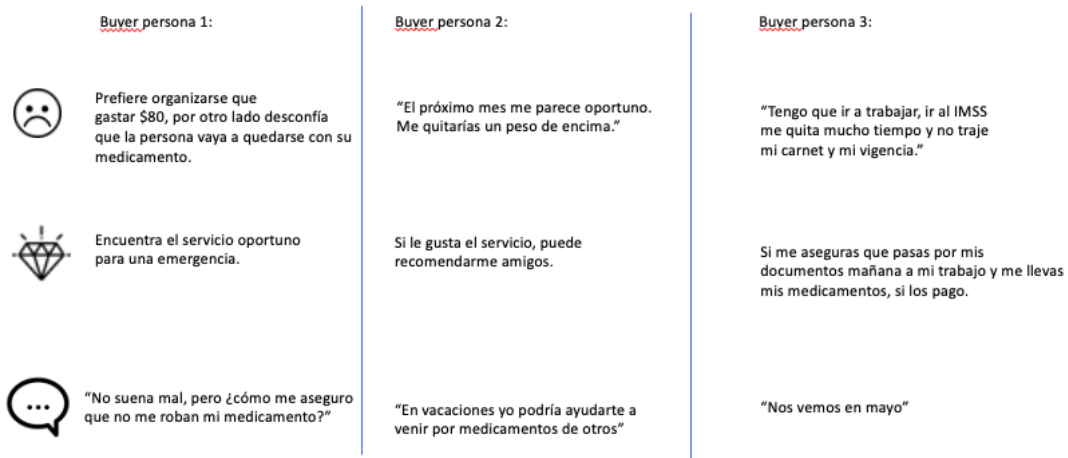 Buyer persona 1:
Prefiere organizarse que
gastar $80, por otro lado desconfía
que la persona vaya a quedarse con su
medicamento.
Encuentra el servicio oportuno
para una emergencia.
“No suena mal, pero ¿cómo me aseguro
que no me roban mi medicamento?”
Buyer persona 2:
“El próximo mes me parece oportuno.
Me quitarías un peso de encima.”
Si le gusta el servicio, puede
recomendarme amigos.
“En vacaciones yo podría ayudarte a
venir por medicamentos de otros”
Buyer persona 3:
“Tengo que ir a trabajar, ir al IMSS
me quita mucho tiempo y no traje
mi carnet y mi vigencia.”
Si me aseguras que pasas por mis
documentos mañana a mi trabajo y me llevas
mis medicamentos, si los pago.
“Nos vemos en mayo”